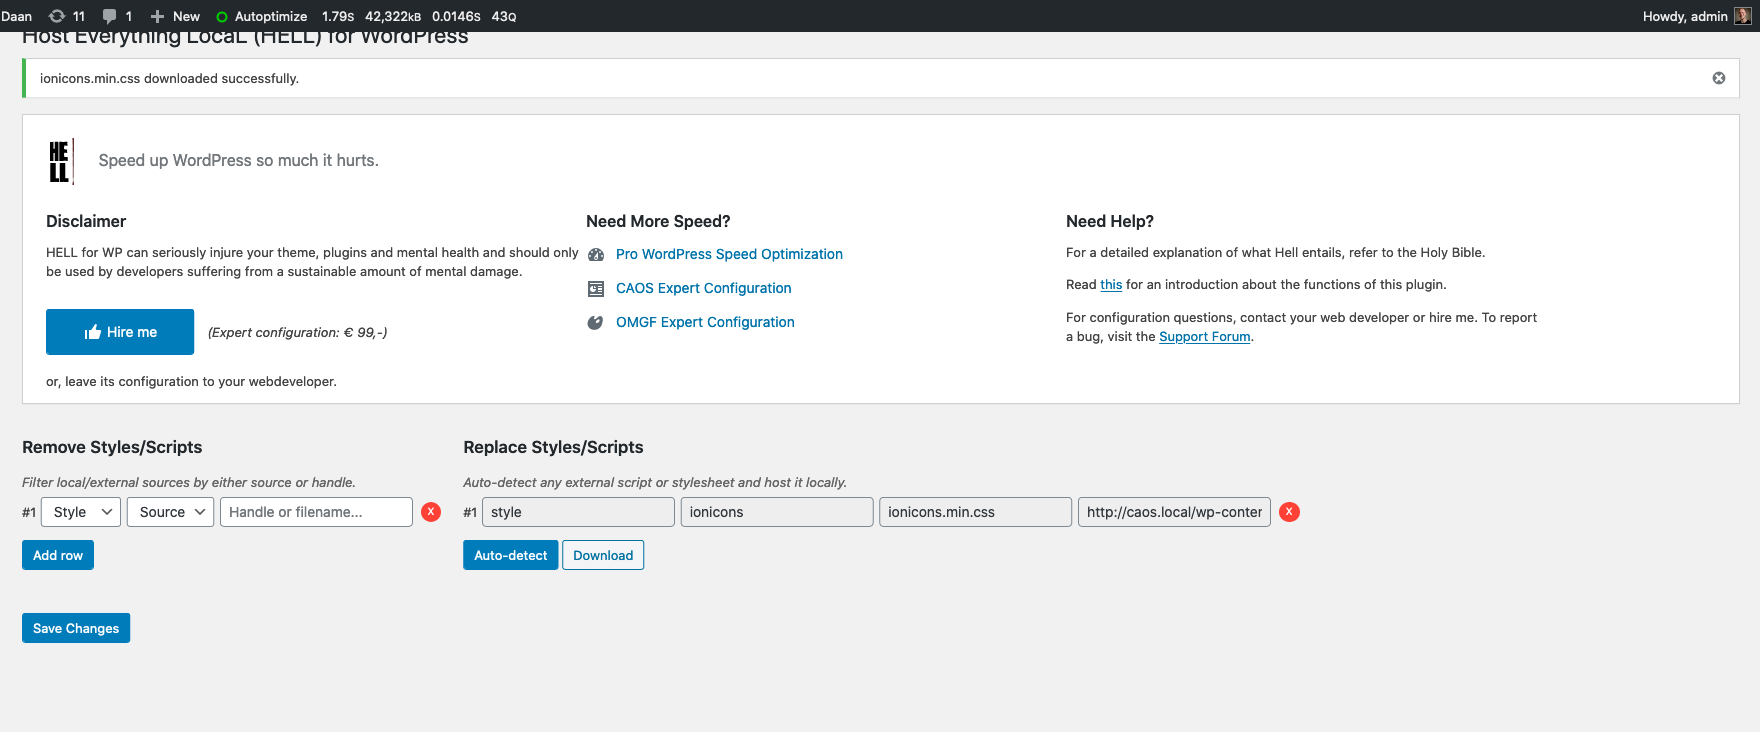 Daan 11 1 New Autoptimize 1.79S 42,322KB 0.0146S 43Q Howdy, admin
Host Everything LocaL (HELL) for WordPress
ionicons.min.css downloaded successfully.
HE
LL
Speed up WordPress so much it hurts.
Disclaimer
HELL for WP can seriously injure your theme, plugins and mental health and should only
be used by developers suffering from a sustainable amount of mental damage.
Hire me (Expert configuration: € 99,-)
or, leave its configuration to your webdeveloper.
Need More Speed?
Pro WordPress Speed Optimization
CAOS Expert Configuration
OMGF Expert Configuration
Need Help?
For a detailed explanation of what Hell entails, refer to the Holy Bible.
Read this for an introduction about the functions of this plugin.
For configuration questions, contact your web developer or hire me. To report
a bug, visit the Support Forum.
Remove Styles/Scripts
Filter local/external sources by either source or handle.
#1 Style Source Handle or filename... X
Add row
Replace Styles/Scripts
Auto-detect any external script or stylesheet and host it locally.
#1 style ionicons ionicons.min.css http://caos.local/wp-conter X
Auto-detect Download
Save Changes